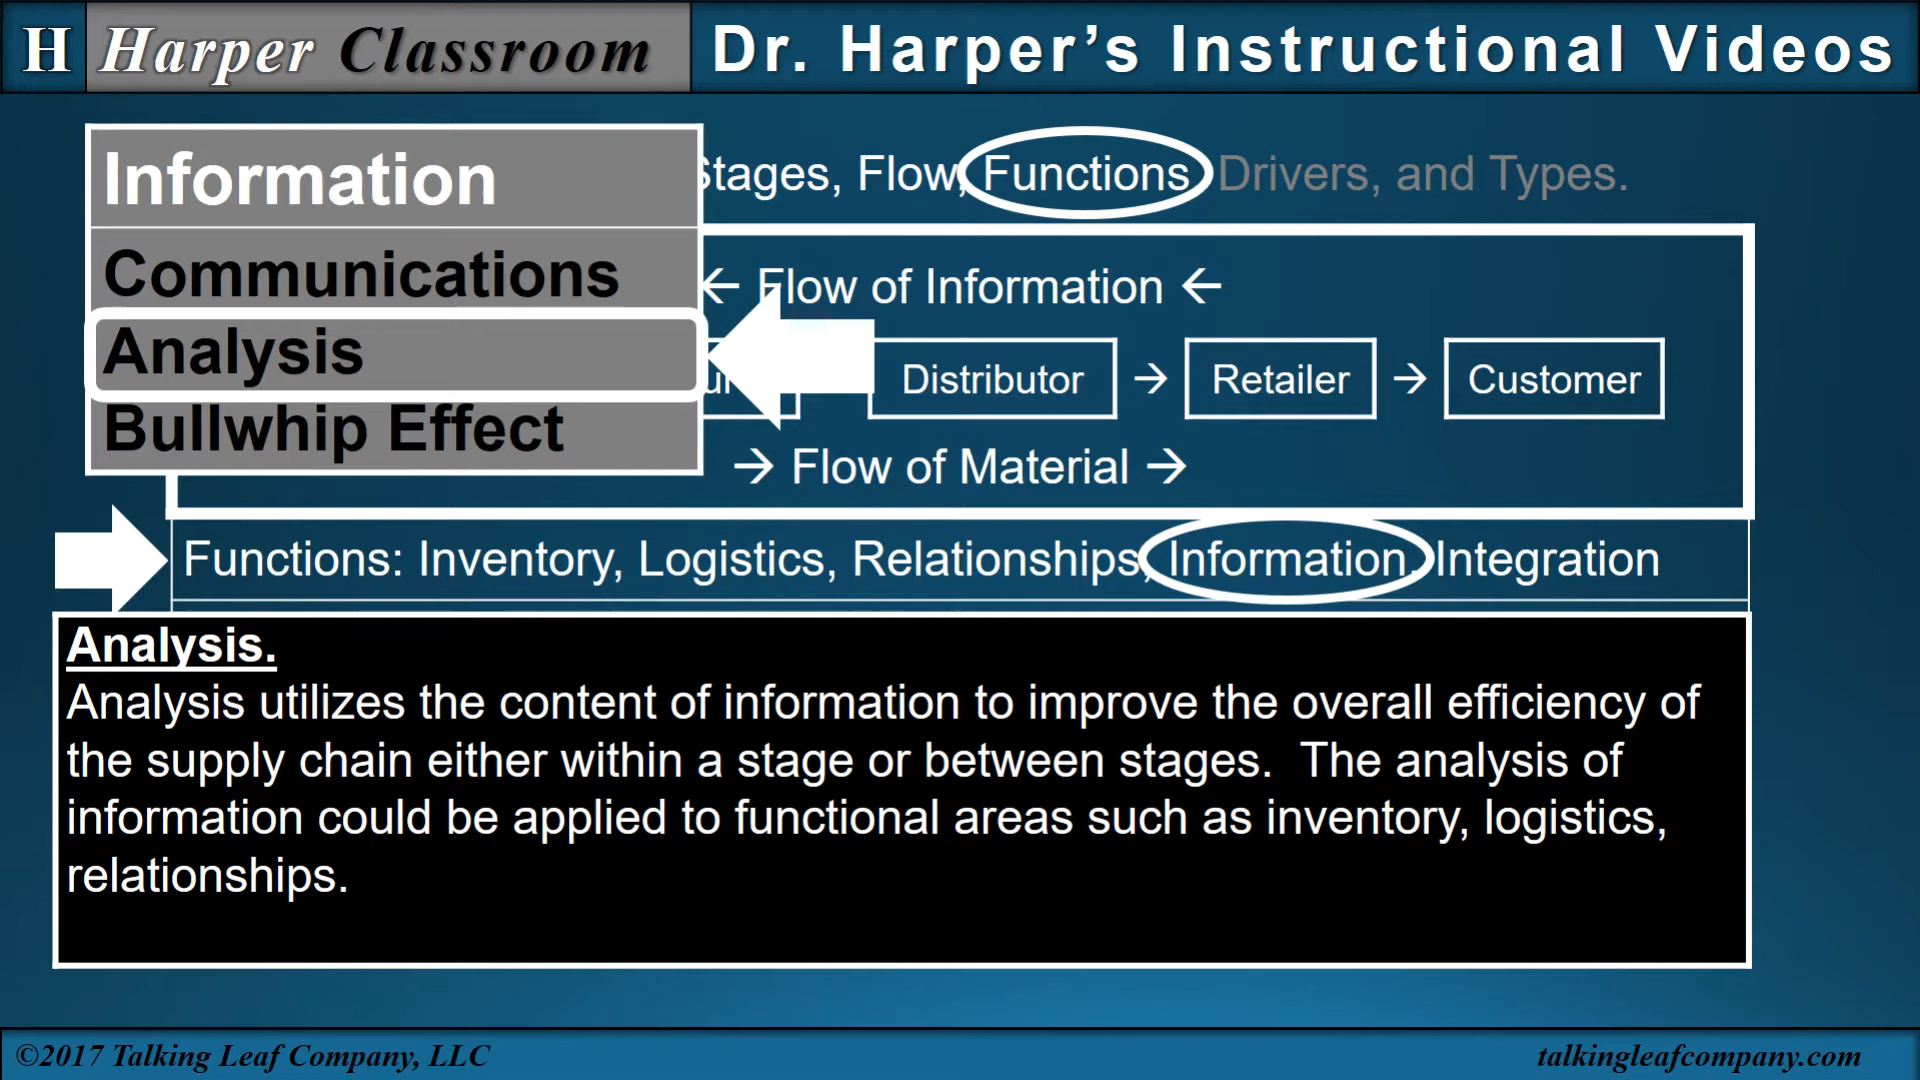 H Harper Classroom Dr. Harper's Instructional Videos
Information
Stages, Flow, Functions, Drivers, and Types.
Communications
← Flow of Information ←
Analysis
Distributor → Retailer → Customer
Bullwhip Effect
→ Flow of Material →
Functions: Inventory, Logistics, Relationships, Information, Integration
Analysis.
Analysis utilizes the content of information to improve the overall efficiency of
the supply chain either within a stage or between stages.  The analysis of
information could be applied to functional areas such as inventory, logistics,
relationships.
©2017 Talking Leaf Company, LLC talkingleafcompany.com